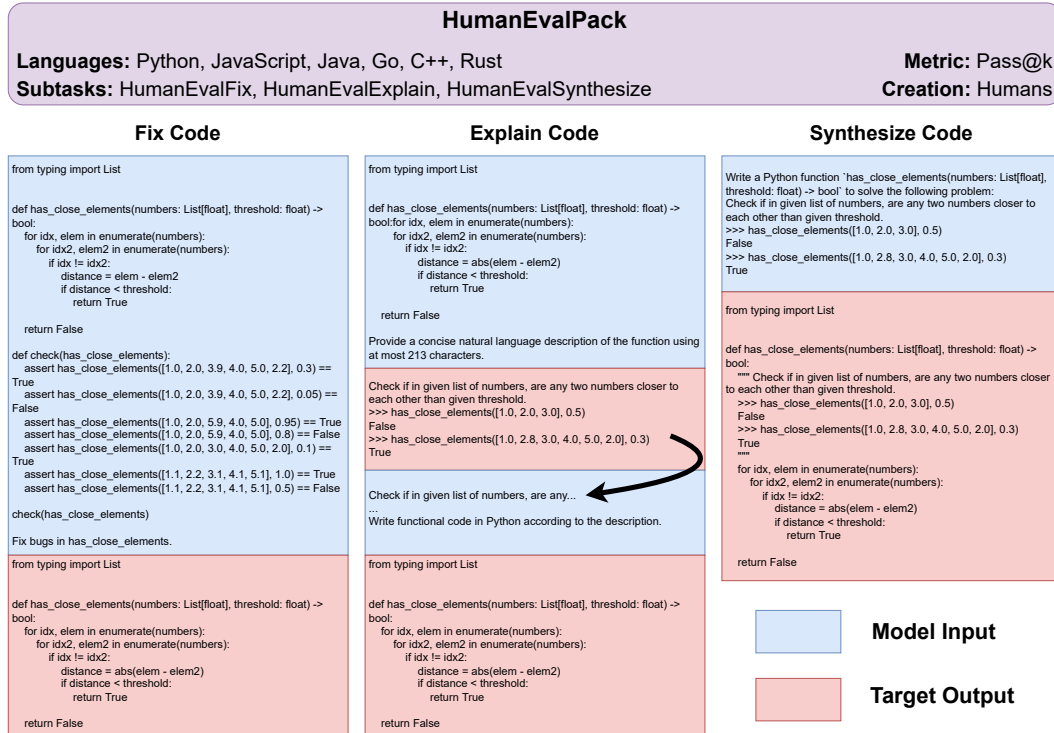 HumanEvalPack
Languages: Python, JavaScript, Java, Go, C++, Rust
Metric: Pass@k
Subtasks: HumanEvalFix, HumanEvalExplain, HumanEvalSynthesize
Creation: Humans
Fix Code
from typing import List
def has_close_elements(numbers: List[float], threshold: float) ->
bool:
for idx, elem in enumerate(numbers):
for idx2, elem2 in enumerate(numbers):
if idx != idx2:
distance = elem - elem2
if distance < threshold:
return True
return False
def check(has_close_elements):
assert has_close_elements([1.0, 2.0, 3.9, 4.0, 5.0, 2.2], 0.3) ==
True
assert has_close_elements([1.0, 2.0, 3.9, 4.0, 5.0, 2.2], 0.05) ==
False
assert has_close_elements([1.0, 2.0, 5.9, 4.0, 5.0], 0.95) == True
assert has_close_elements([1.0, 2.0, 5.9, 4.0, 5.0], 0.8) == False
assert has_close_elements([1.0, 2.0, 3.0, 4.0, 5.0, 2.0], 0.1) ==
True
assert has_close_elements([1.1, 2.2, 3.1, 4.1, 5.1], 1.0) == True
assert has_close_elements([1.1, 2.2, 3.1, 4.1, 5.1], 0.5) == False
check(has_close_elements)
Fix bugs in has_close_elements.
from typing import List
def has_close_elements(numbers: List[float], threshold: float) ->
bool:
for idx, elem in enumerate(numbers):
for idx2, elem2 in enumerate(numbers):
if idx != idx2:
distance = abs(elem - elem2)
if distance < threshold:
return True
return False
Explain Code
from typing import List
def has_close_elements(numbers: List[float], threshold: float) ->
bool:for idx, elem in enumerate(numbers):
for idx2, elem2 in enumerate(numbers):
if idx != idx2:
distance = abs(elem - elem2)
if distance < threshold:
return True
return False
Provide a concise natural language description of the function using
at most 213 characters.
Check if in given list of numbers, are any two numbers closer to
each other than given threshold.
>>> has_close_elements([1.0, 2.0, 3.0], 0.5)
False
>>> has_close_elements([1.0, 2.8, 3.0, 4.0, 5.0, 2.0], 0.3)
True
Check if in given list of numbers, are any...
...
Write functional code in Python according to the description.
from typing import List
def has_close_elements(numbers: List[float], threshold: float) ->
bool:
for idx, elem in enumerate(numbers):
for idx2, elem2 in enumerate(numbers):
if idx != idx2:
distance = abs(elem - elem2)
if distance < threshold:
return True
return False
Synthesize Code
Write a Python function `has_close_elements(numbers: List[float],
threshold: float) -> bool` to solve the following problem:
Check if in given list of numbers, are any two numbers closer to
each other than given threshold.
>>> has_close_elements([1.0, 2.0, 3.0], 0.5)
False
>>> has_close_elements([1.0, 2.8, 3.0, 4.0, 5.0, 2.0], 0.3)
True
from typing import List
def has_close_elements(numbers: List[float], threshold: float) ->
bool:
""" Check if in given list of numbers, are any two numbers closer
to each other than given threshold.
>>> has_close_elements([1.0, 2.0, 3.0], 0.5)
False
>>> has_close_elements([1.0, 2.8, 3.0, 4.0, 5.0, 2.0], 0.3)
True
"""
for idx, elem in enumerate(numbers):
for idx2, elem2 in enumerate(numbers):
if idx != idx2:
distance = abs(elem - elem2)
if distance < threshold:
return True
return False
Model Input
Target Output